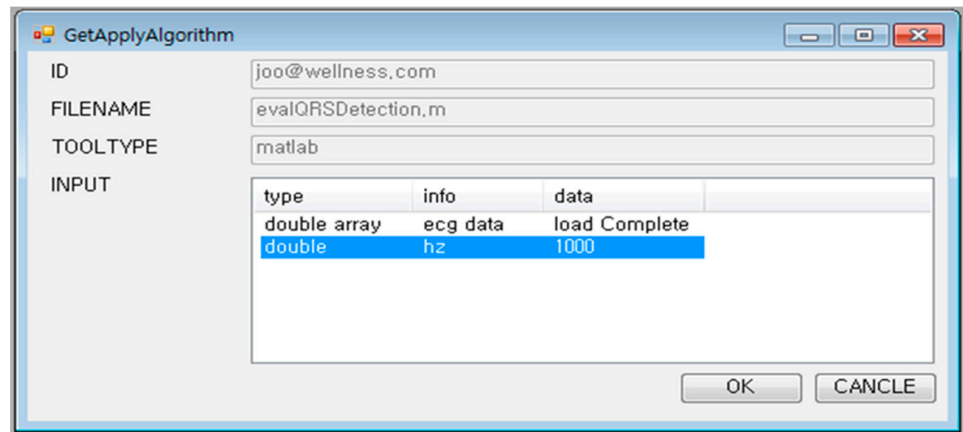 GetApplyAlgorithm
ID joo@wellness,com
FILENAME evalQRSDetection,m
TOOLTYPE matlab
INPUT
type info data
double array ecg data load Complete
double hz 1000
OK CANCLE